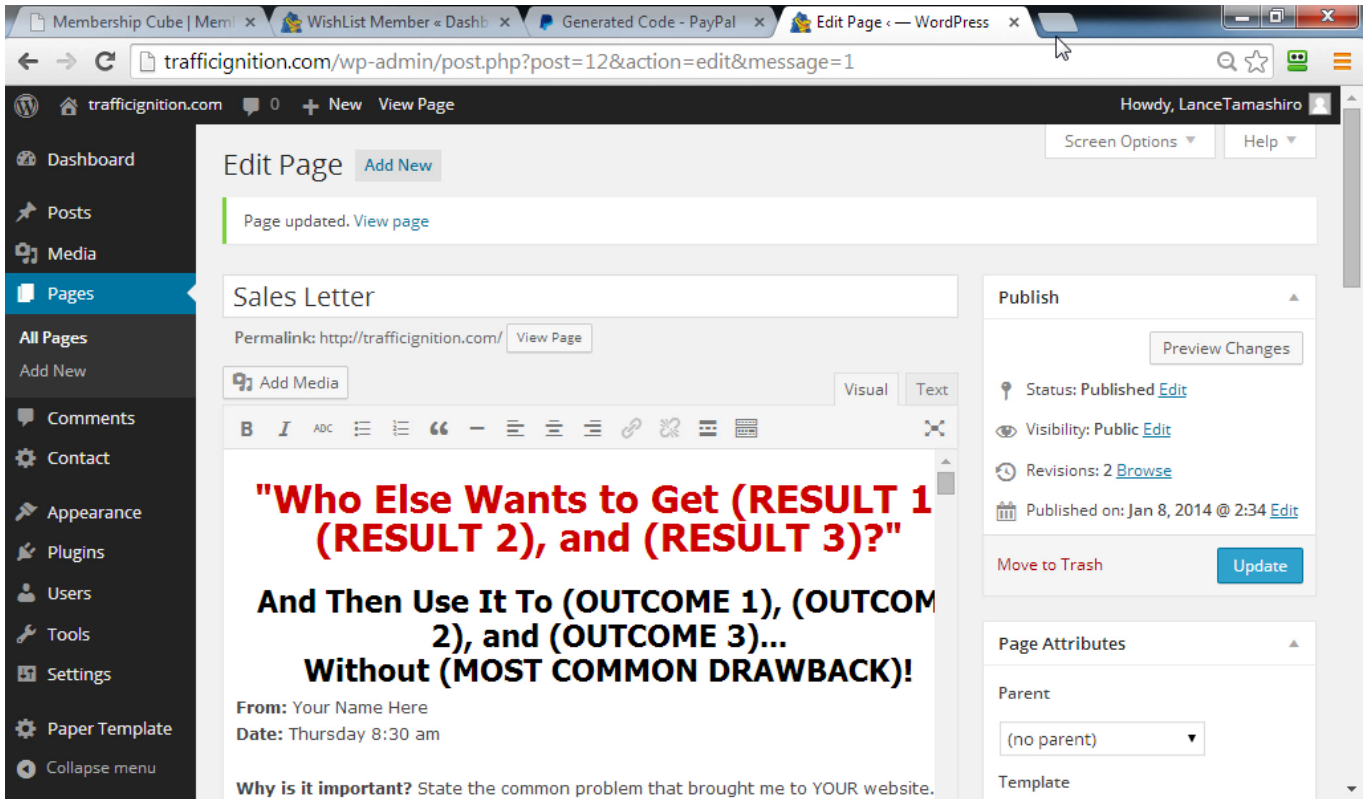 Membership Cube | Mem
WishList Member « Dashb
Generated Code - PayPal
Edit Page ‹ — WordPress
trafficignition.com/wp-admin/post.php?post=12&action=edit&message=1
trafficignition.com
0
New
View Page
Howdy, LanceTamashiro
Screen Options
Help
Dashboard
Posts
Media
Pages
All Pages
Add New
Comments
Contact
Appearance
Plugins
Users
Tools
Settings
Paper Template
Collapse menu
Edit Page
Add New
Page updated. View page
Sales Letter
Permalink: http://trafficignition.com/
View Page
Add Media
Visual
Text
B I ABC
"Who Else Wants to Get (RESULT 1
(RESULT 2), and (RESULT 3)?"
And Then Use It To (OUTCOME 1), (OUTCOM
2), and (OUTCOME 3)...
Without (MOST COMMON DRAWBACK)!
From: Your Name Here
Date: Thursday 8:30 am
Why is it important? State the common problem that brought me to YOUR website.
Publish
Preview Changes
Status: Published Edit
Visibility: Public Edit
Revisions: 2 Browse
Published on: Jan 8, 2014 @ 2:34 Edit
Move to Trash
Update
Page Attributes
Parent
(no parent)
Template